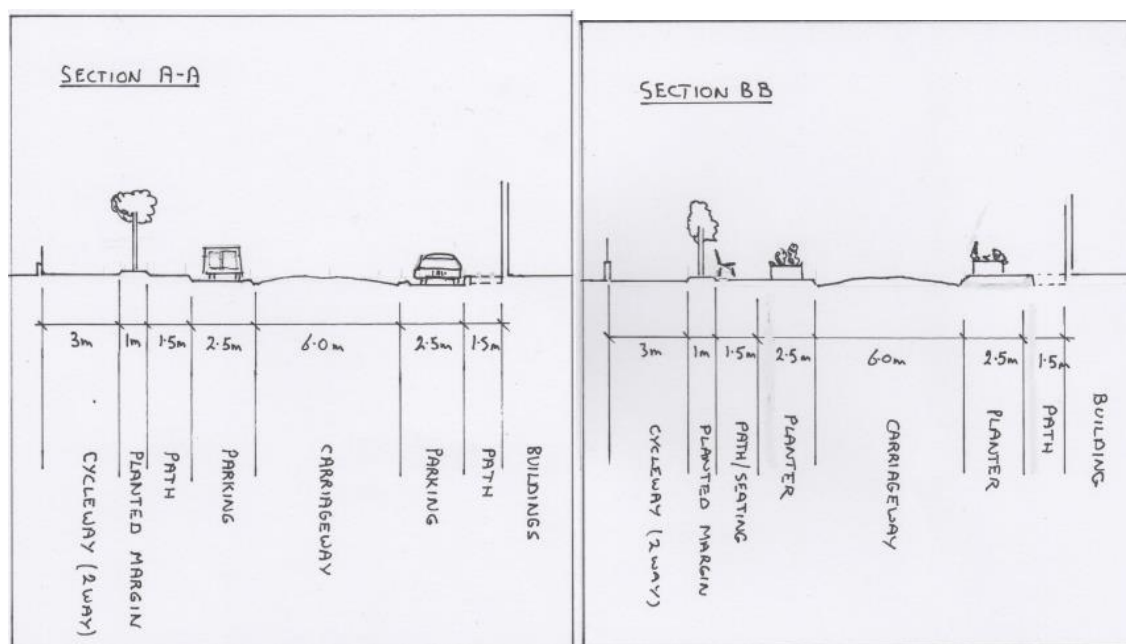 SECTION A-A
3m 1m 1.5m 2.5m 6.0m 2.5m 1.5m
CYCLEWAY (2WAY)
PLANTED MARGIN
PATH
PARKING
CARRIAGEWAY
PARKING
PATH
BUILDINGS
SECTION BB
3m 1m 1.5m 2.5m 6.0m 2.5m 1.5m
CYCLEWAY (2WAY)
PLANTED MARGIN
PATH/SEATING
PLANTER
CARRIAGEWAY
PLANTER
PATH
BUILDING